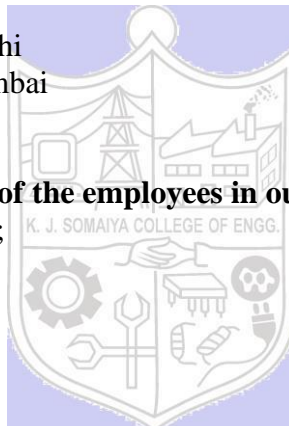 hi
nbai
of the employees in ou
K. J. SOMAIYA COLLEGE OF ENGG.
;